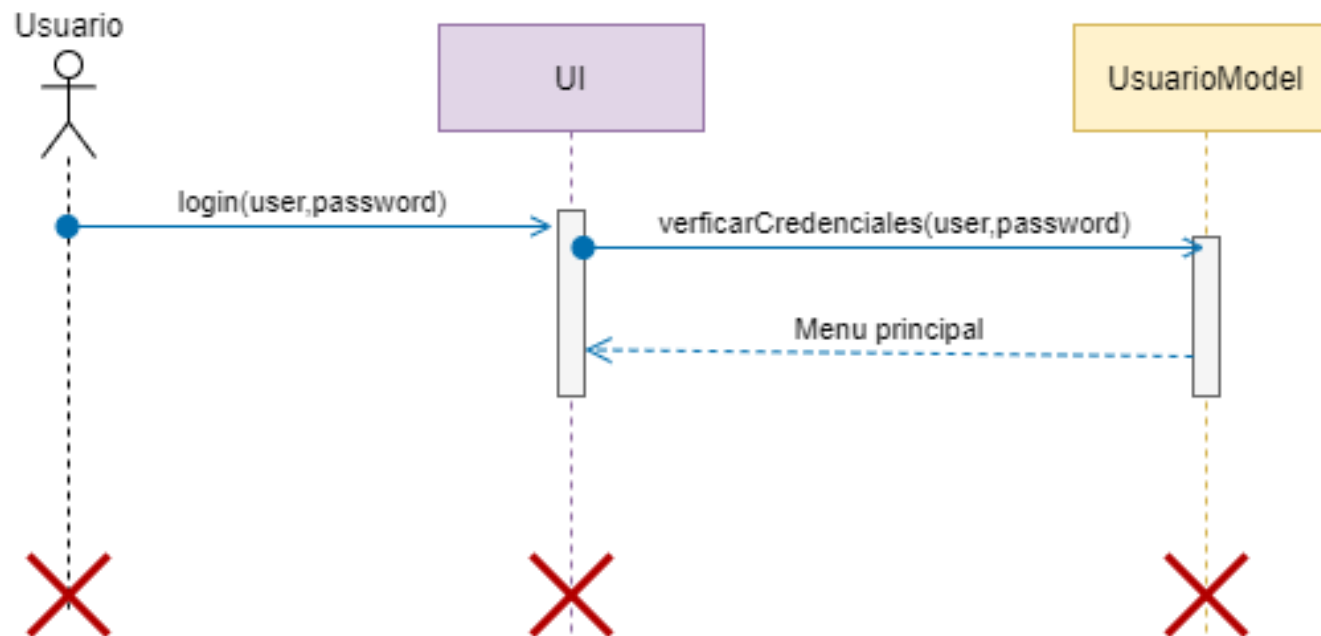 Usuario
UI
UsuarioModel
login(user,password)
verficarCredenciales(user,password)
Menu principal